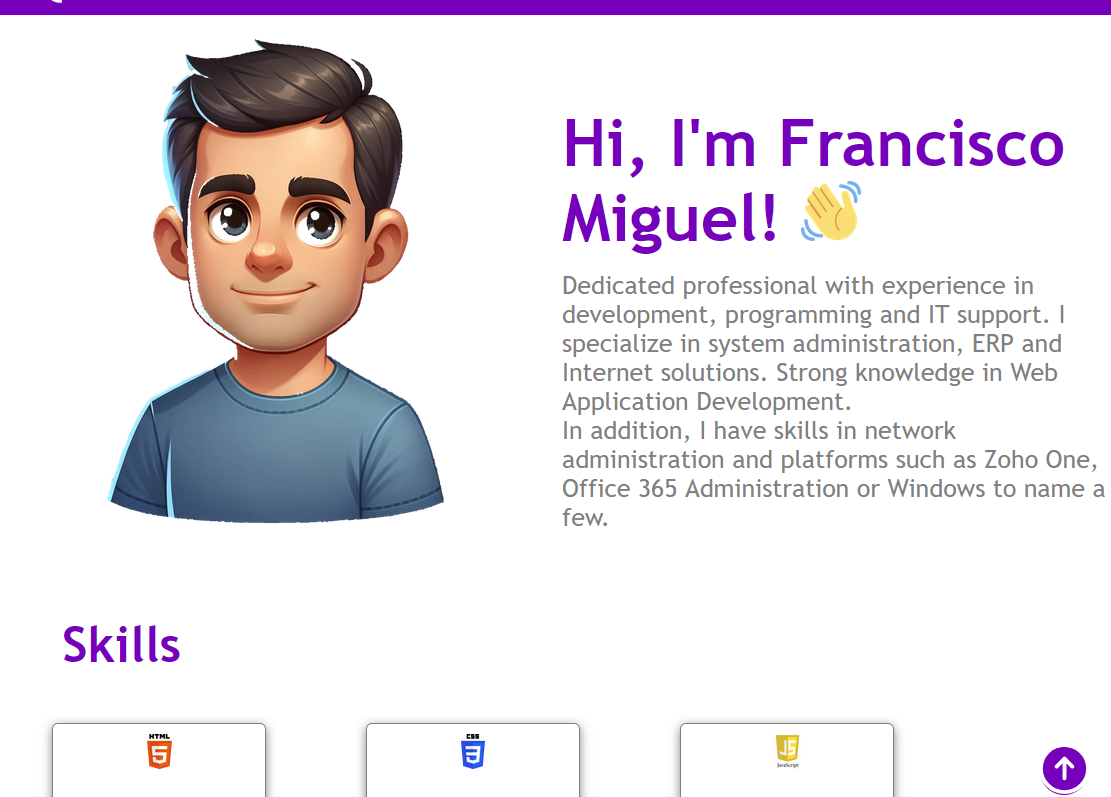 Hi, I'm Francisco
Miguel! 👋
Dedicated professional with experience in
development, programming and IT support. I
specialize in system administration, ERP and
Internet solutions. Strong knowledge in Web
Application Development.
In addition, I have skills in network
administration and platforms such as Zoho One,
Office 365 Administration or Windows to name a
few.
Skills
HTML
5
CSS
3
JS
JavaScript